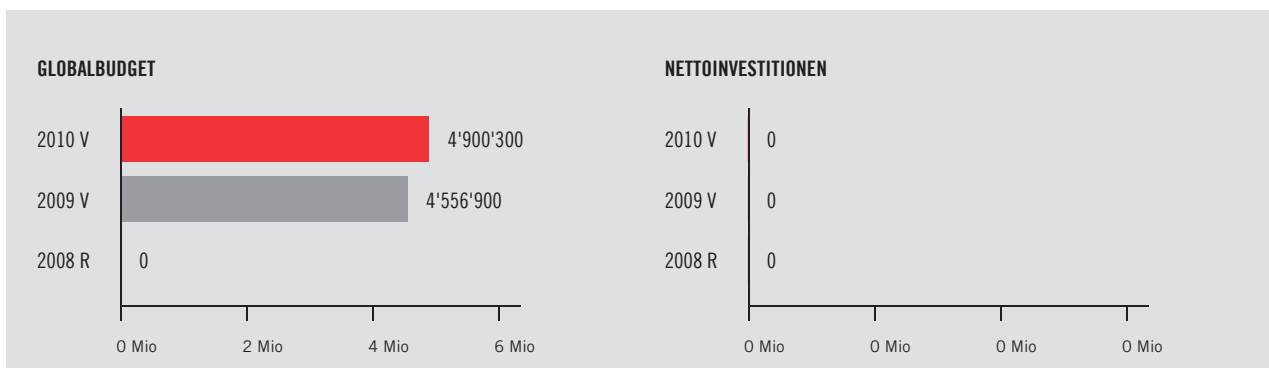 GLOBALBUDGET
2010 V 4'900'300
2009 V 4'556'900
2008 R 0
0 Mio 2 Mio 4 Mio 6 Mio
NETTOINVESTITIONEN
2010 V 0
2009 V 0
2008 R 0
0 Mio 0 Mio 0 Mio 0 Mio